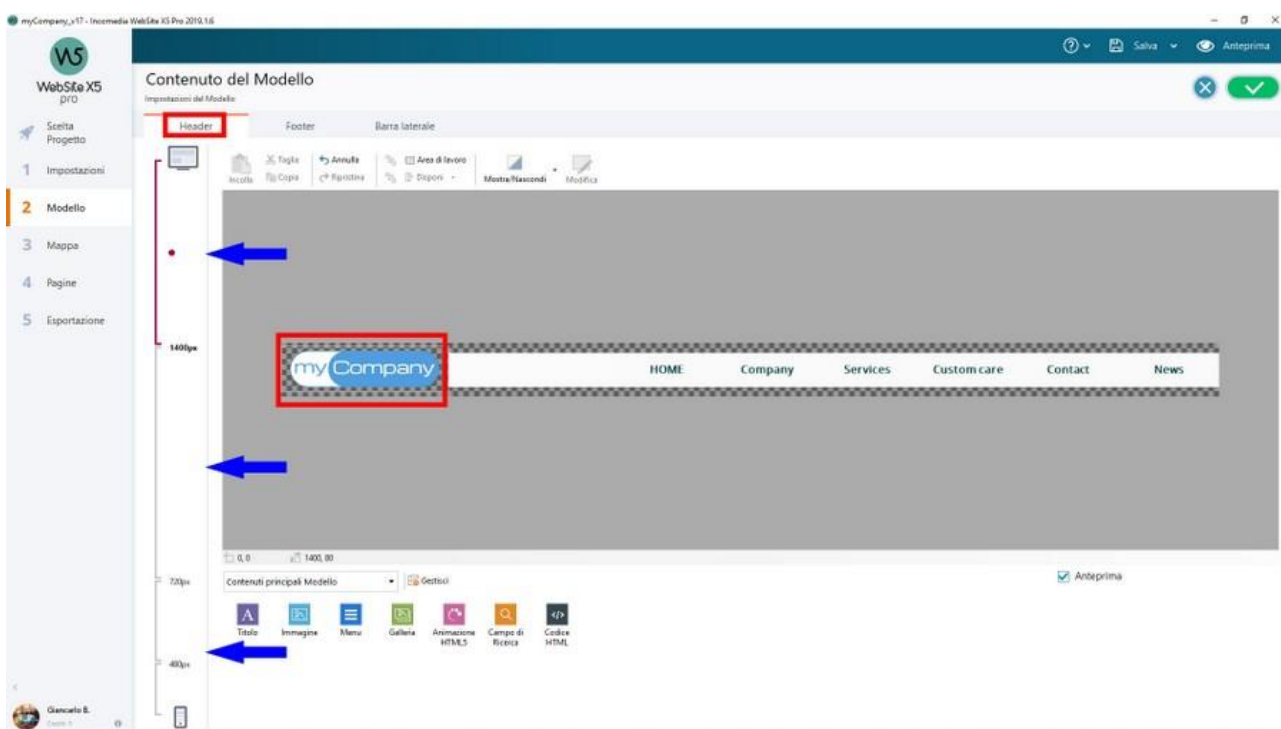 myCompany_v17 - Incomedia WebSite X5 Pro 2019.1.6
Salva
Anteprima
WebSite X5
pro
Contenuto del Modello
Impostazioni del Modello
Scelta
Progetto
1 Impostazioni
2 Modello
3 Mappa
4 Pagine
5 Esportazione
Header Footer Barra laterale
Incolla
Taglia
Copia
Annulla
Ripristina
Area di lavoro
Disponi
Mostra/Nascondi
Modifica
1400px
myCompany
HOME Company Services Custom care Contact News
0, 0 1400, 80
720px
Contenuti principali Modello
Gestisci
Anteprima
Titolo
Immagine
Menu
Galleria
Animazione
HTML5
Campo di
Ricerca
Codice
HTML
480px
Giancarlo B.